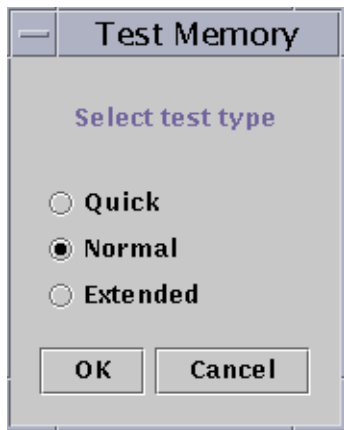 Test Memory
Select test type
Quick
Normal
Extended
OK Cancel